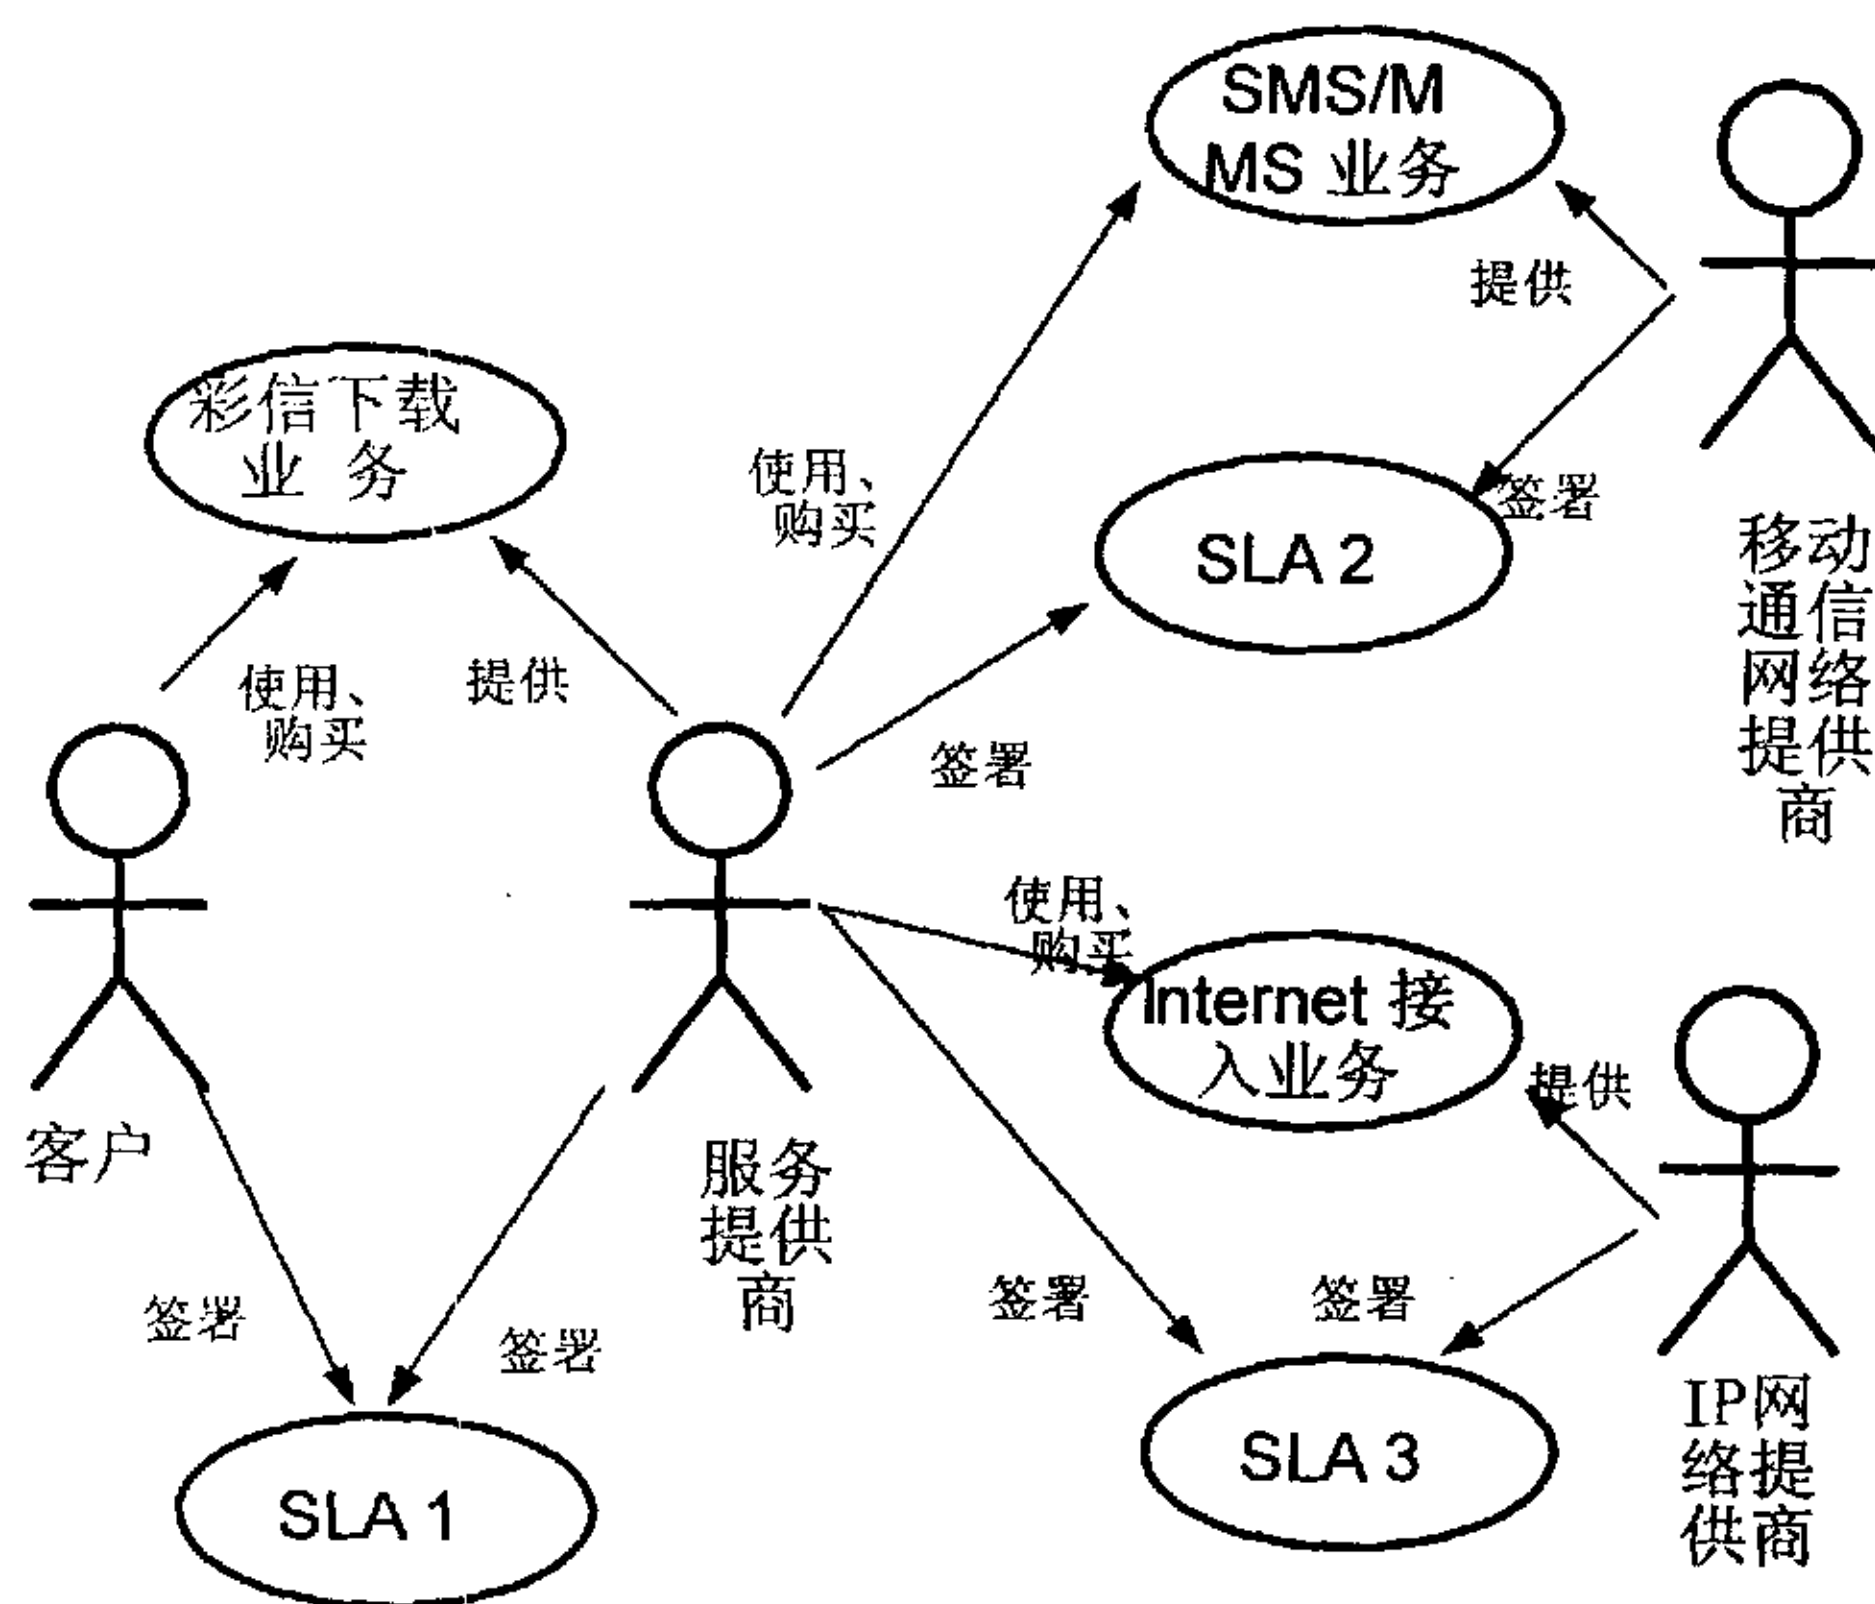 SMS/M
MS 业务
提供
彩信下载
业 务
使用、
购买
签署
SLA 2
移动
通信
网络
提供
商
使用、
购买
提供
签署
使用、
购买
Internet 接
入业务
提供
客户
服务
提供
商
签署
签署
签署
签署
SLA 1
SLA 3
IP网
络提
供商